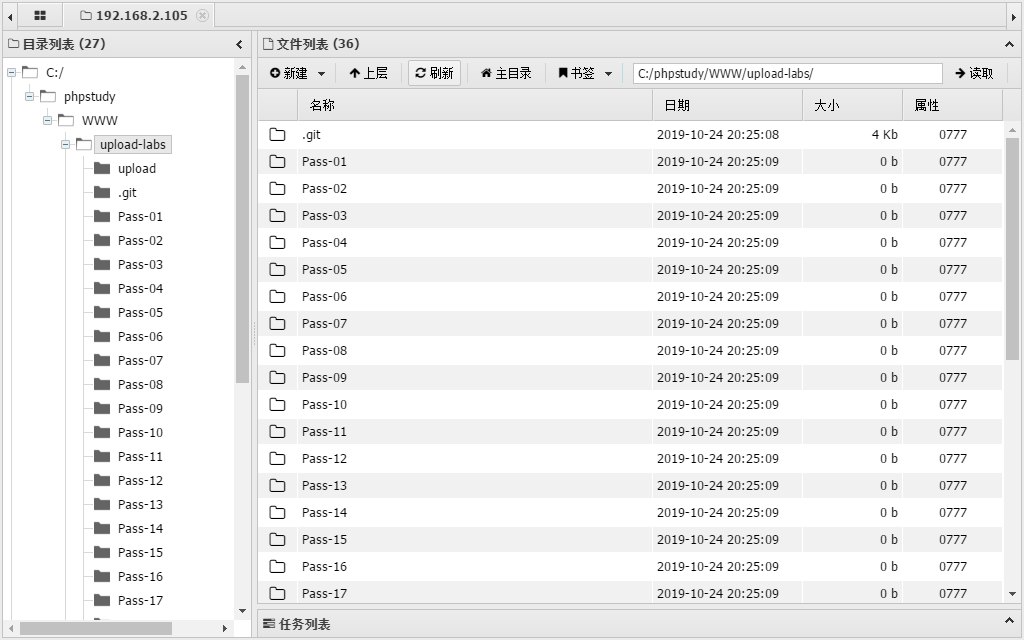 192.168.2.105
目录列表 (27)
C:/
phpstudy
WWW
upload-labs
upload
.git
Pass-01
Pass-02
Pass-03
Pass-04
Pass-05
Pass-06
Pass-07
Pass-08
Pass-09
Pass-10
Pass-11
Pass-12
Pass-13
Pass-14
Pass-15
Pass-16
Pass-17
文件列表 (36)
新建 上层 刷新 主目录 书签 C:/phpstudy/WWW/upload-labs/ 读取
名称 日期 大小 属性
.git 2019-10-24 20:25:08 4 Kb 0777
Pass-01 2019-10-24 20:25:09 0 b 0777
Pass-02 2019-10-24 20:25:09 0 b 0777
Pass-03 2019-10-24 20:25:09 0 b 0777
Pass-04 2019-10-24 20:25:09 0 b 0777
Pass-05 2019-10-24 20:25:09 0 b 0777
Pass-06 2019-10-24 20:25:09 0 b 0777
Pass-07 2019-10-24 20:25:09 0 b 0777
Pass-08 2019-10-24 20:25:09 0 b 0777
Pass-09 2019-10-24 20:25:09 0 b 0777
Pass-10 2019-10-24 20:25:09 0 b 0777
Pass-11 2019-10-24 20:25:09 0 b 0777
Pass-12 2019-10-24 20:25:09 0 b 0777
Pass-13 2019-10-24 20:25:09 0 b 0777
Pass-14 2019-10-24 20:25:09 0 b 0777
Pass-15 2019-10-24 20:25:09 0 b 0777
Pass-16 2019-10-24 20:25:09 0 b 0777
Pass-17 2019-10-24 20:25:09 0 b 0777
任务列表